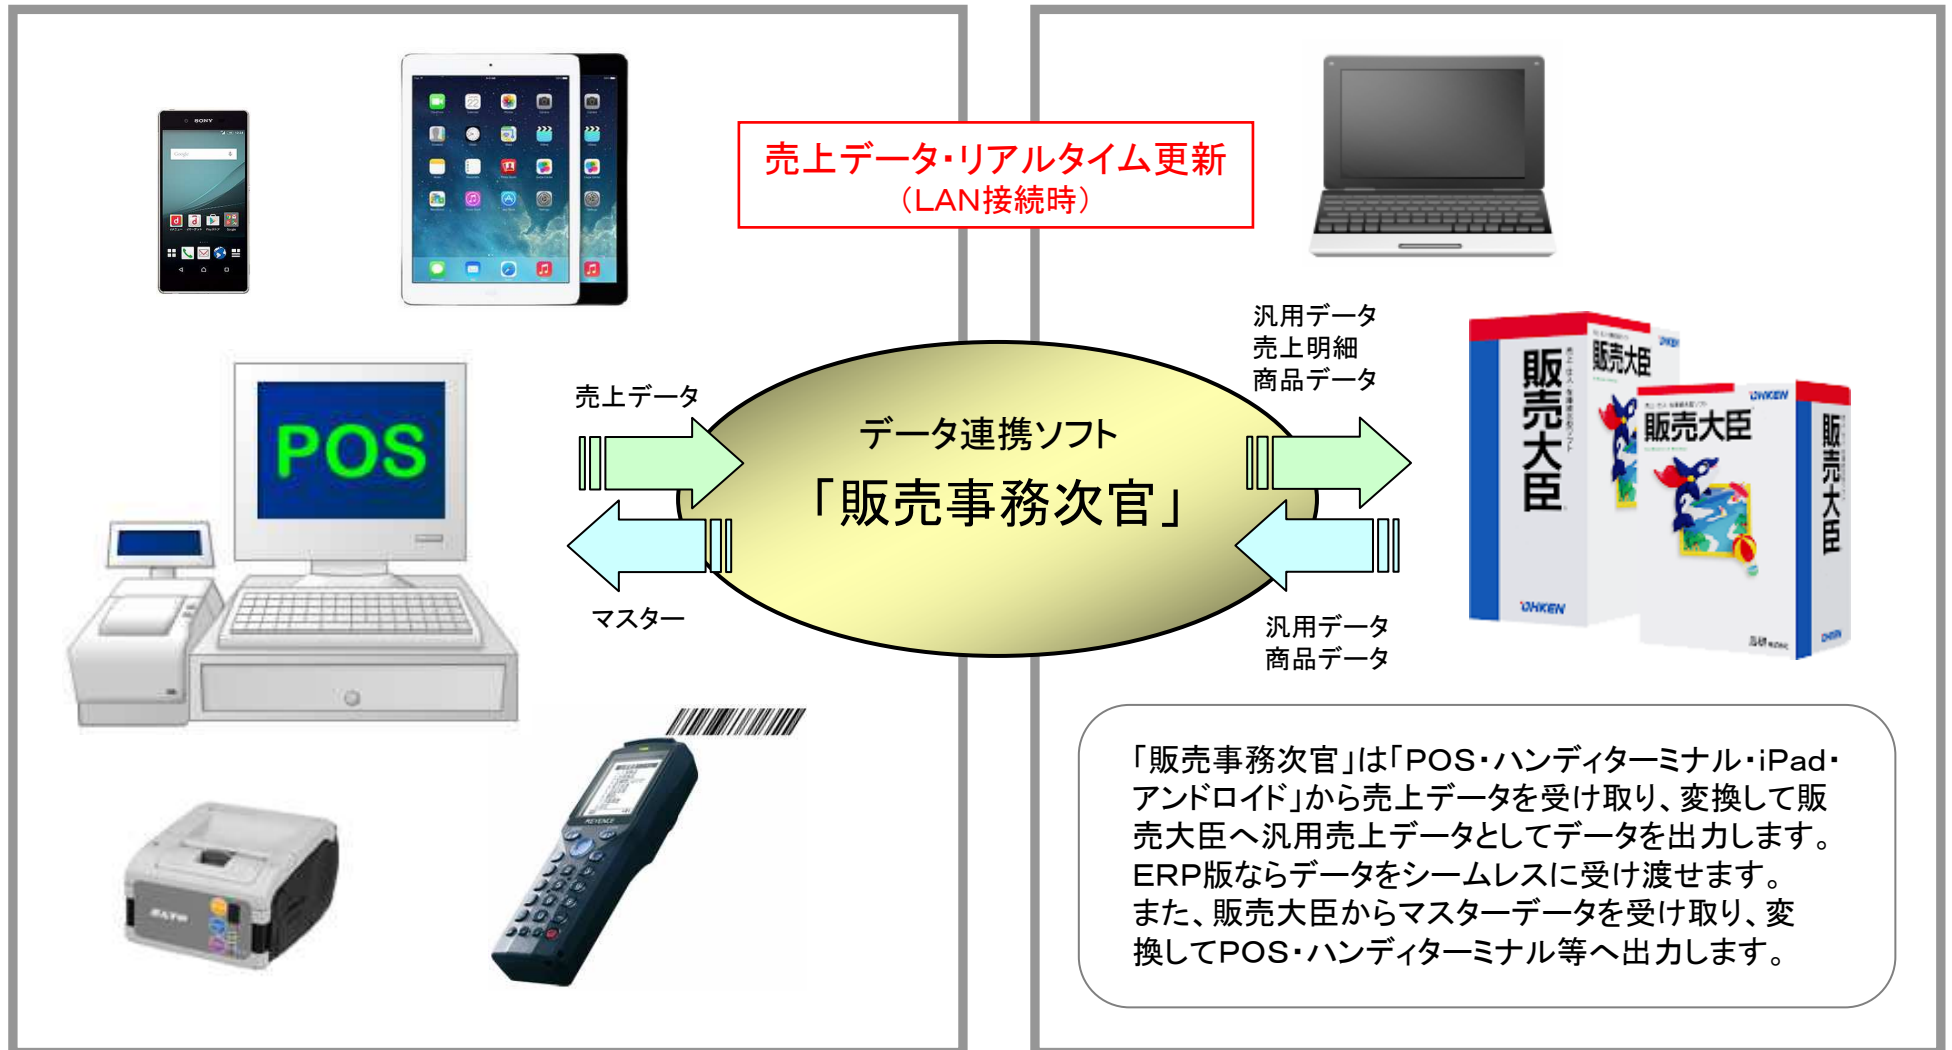 SONY
売上データ・リアルタイム更新
(LAN接続時)
汎用データ
売上明細
商品データ
売上データ
POS
データ連携ソフト
「販売事務次官」
マスター
汎用データ
商品データ
販売大臣
販売大臣
OHKEN
OHKEN
販売大臣
販売大臣
OHKEN
OHKEN
KEYENCE
SATO
「販売事務次官」は「POS・ハンディターミナル・iPad・
アンドロイド」から売上データを受け取り、変換して販
売大臣へ汎用売上データとしてデータを出力します。
ERP版ならデータをシームレスに受け渡せます。
また、販売大臣からマスターデータを受け取り、変
換してPOS・ハンディターミナル等へ出力します。